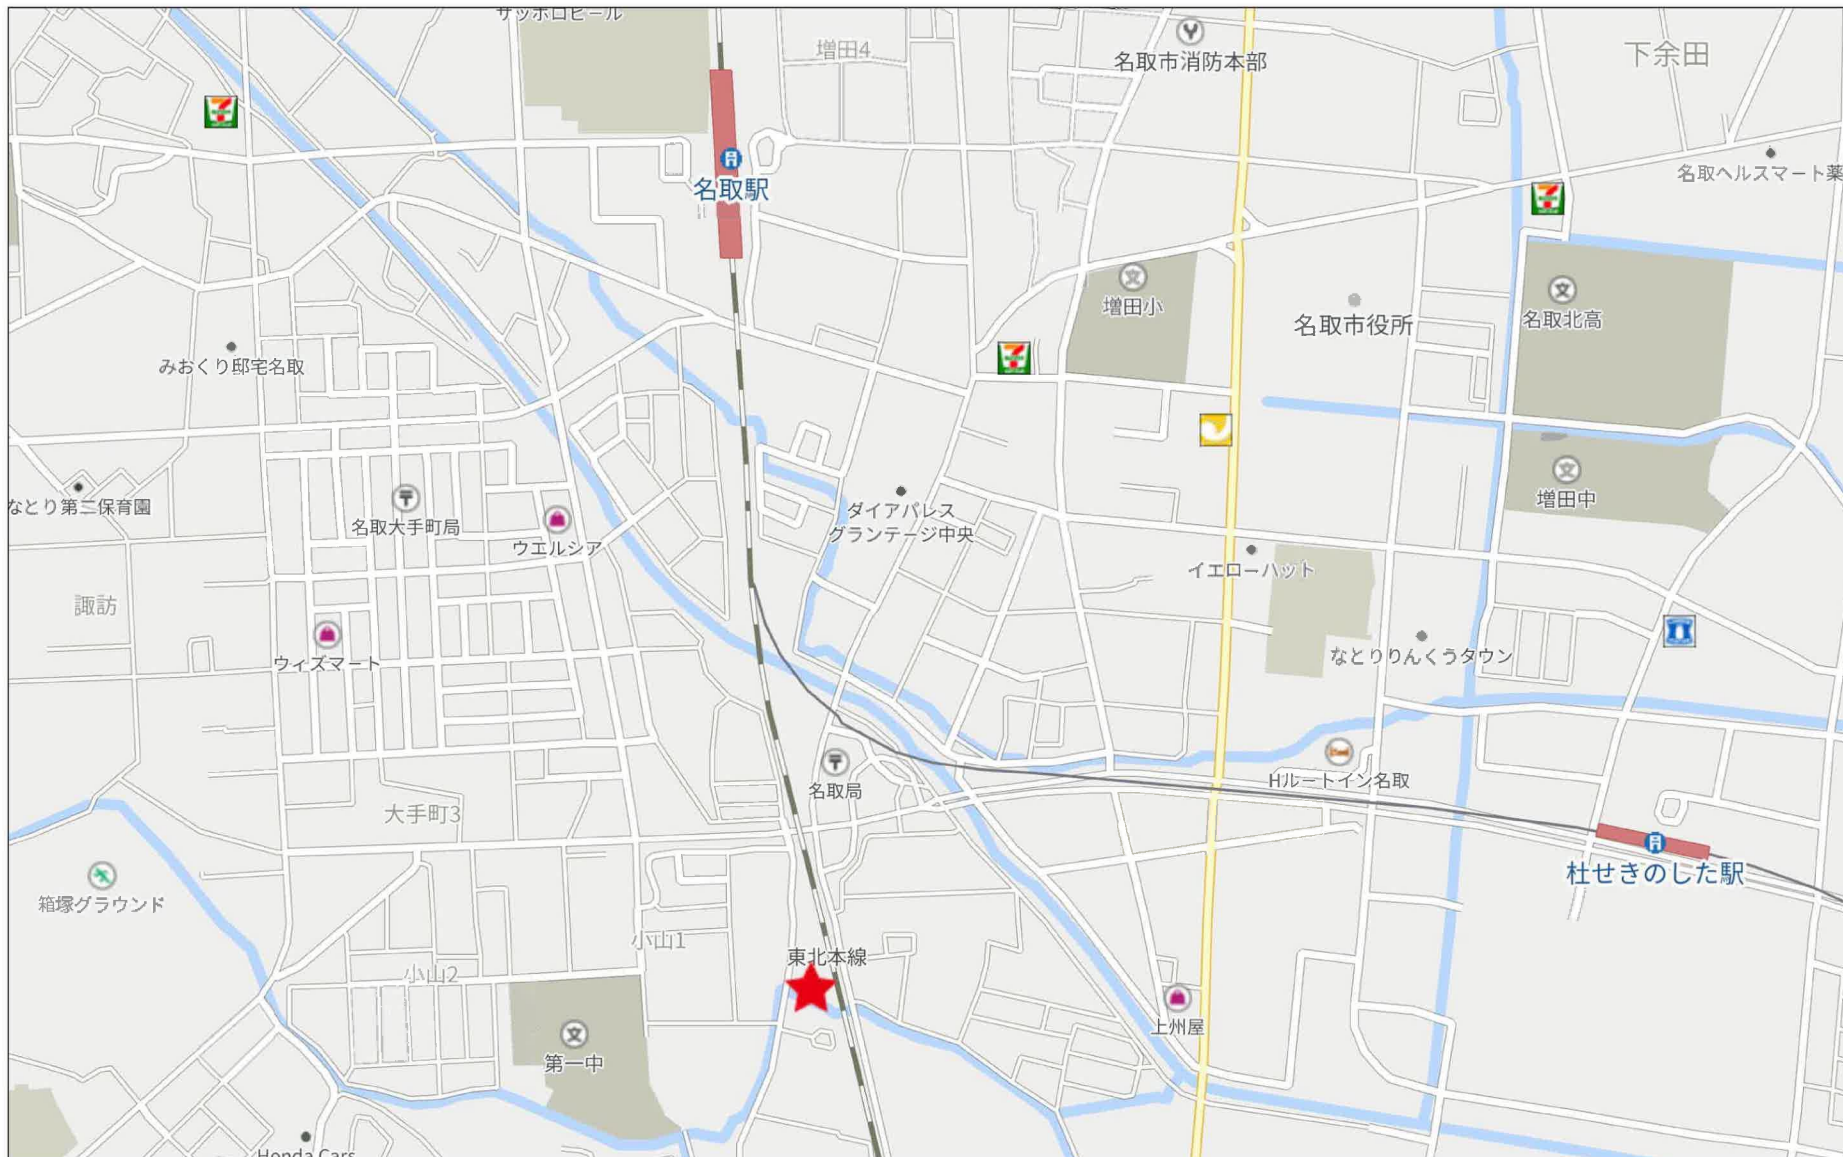 サッポロビール
増田4
名取市消防本部
下余田
名取駅
名取ヘルスマート薬
増田小
名取市役所
名取北高
みおくり邸宅名取
なとり第二保育園
名取大手町局
ウエルシア
ダイアパレス
グランテージ中央
増田中
イエローハット
諏訪
ウィズマート
なとりりんくうタウン
Hルートイン名取
名取局
大手町3
杜せきのした駅
箱塚グラウンド
小山1
東北本線
小山2
上州屋
第一中
Honda Cars